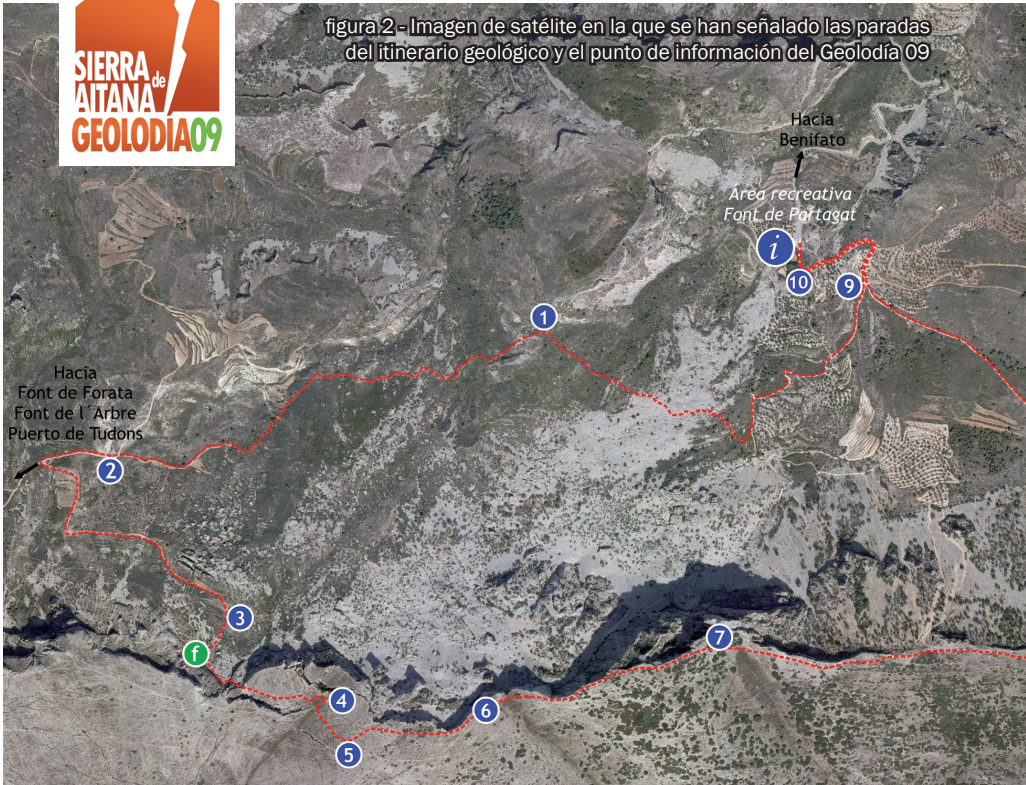 SIERRA de
AITANA
GEOLODÍA09
figura 2 - Imagen de satélite en la que se han señalado las paradas
del itinerario geológico y el punto de información del Geolodía 09
Hacia
Benifato
Área recreativa
Font de Partagat
i
10
9
1
Hacia
Font de Forata
Font de l´Arbre
Puerto de Tudons
2
3
f
4
5
6
7